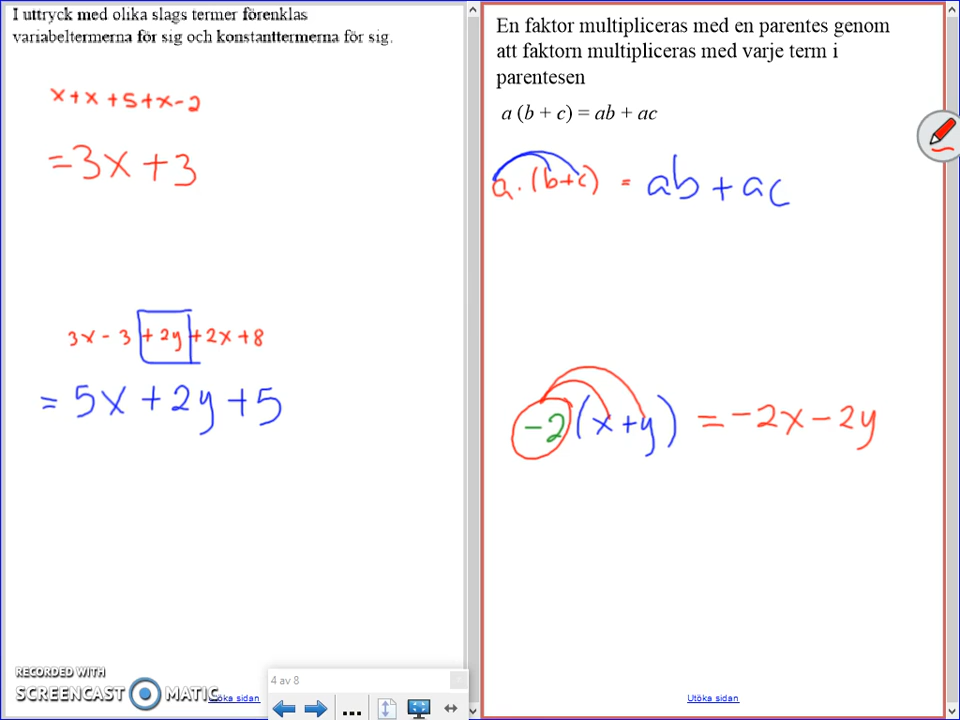 I uttryck med olika slags termer förenklas
variabeltermerna för sig och konstanttermerna för sig.
x+x+5+x-2
=3x+3
3x-3+2y+2x+8
=5x+2y+5
RECORDED WITH
SCREENCAST MATIC
Utöka sidan
4 av 8
En faktor multipliceras med en parentes genom
att faktorn multipliceras med varje term i
parentesen
a (b + c) = ab + ac
a·(b+c) = ab+ac
-2(x+y) = -2x-2y
Utöka sidan